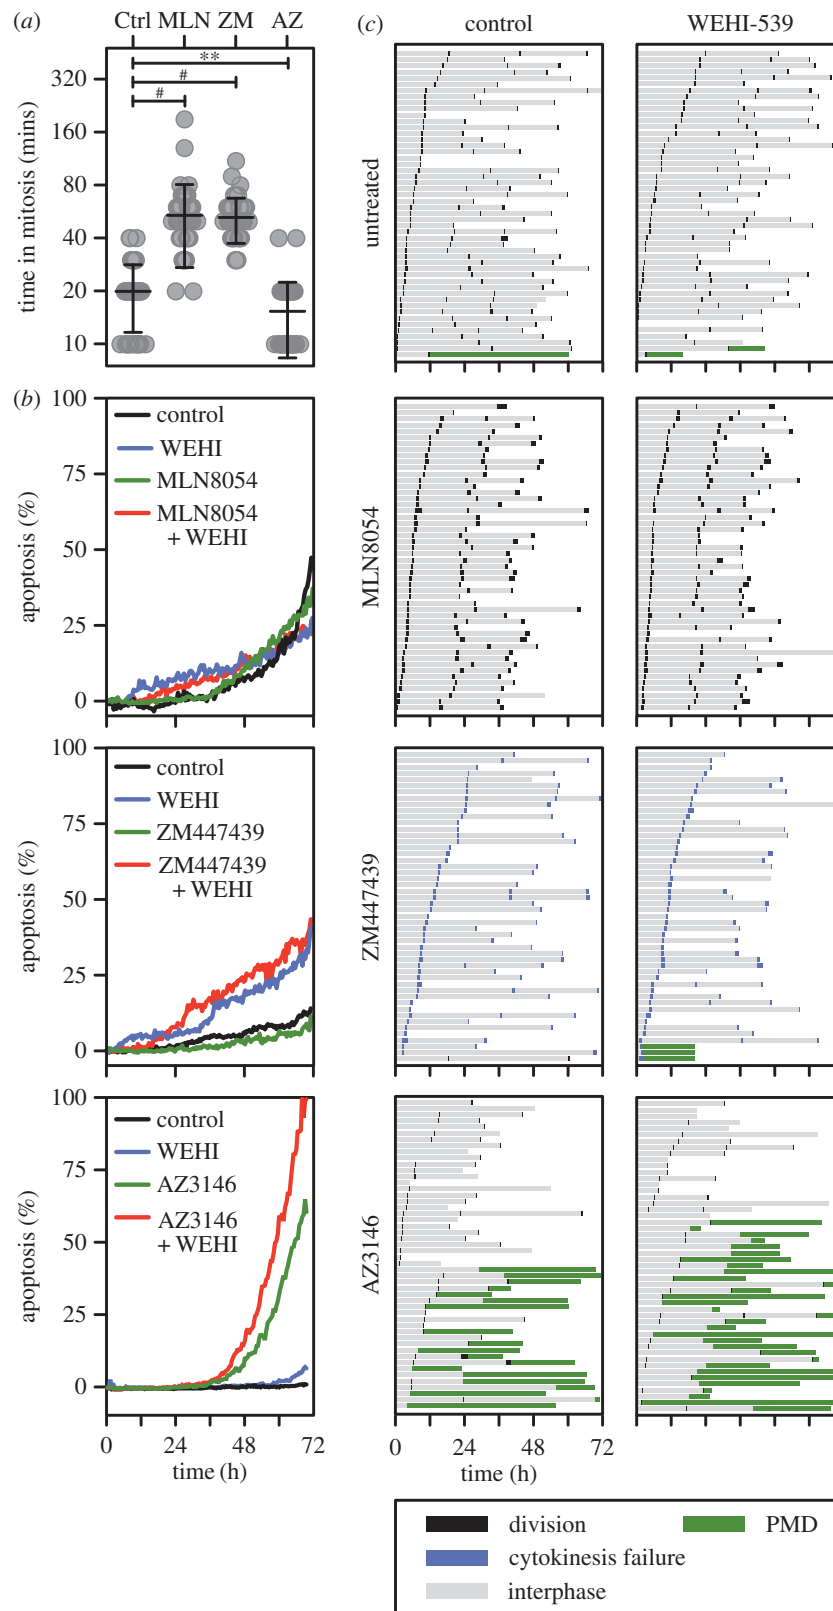 (a)
Ctrl MLN ZM AZ
**
#
#
time in mitosis (mins)
320
160
80
40
20
10
(b)
100
75
50
25
0
apoptosis (%)
control
WEHI
MLN8054
MLN8054
+ WEHI
100
75
50
25
0
apoptosis (%)
control
WEHI
ZM447439
ZM447439
+ WEHI
100
75
50
25
0
apoptosis (%)
control
WEHI
AZ3146
AZ3146
+ WEHI
0 24 48 72
time (h)
(c)
control
WEHI-539
untreated
MLN8054
ZM447439
AZ3146
0 24 48 72
time (h)
division
PMD
cytokinesis failure
interphase